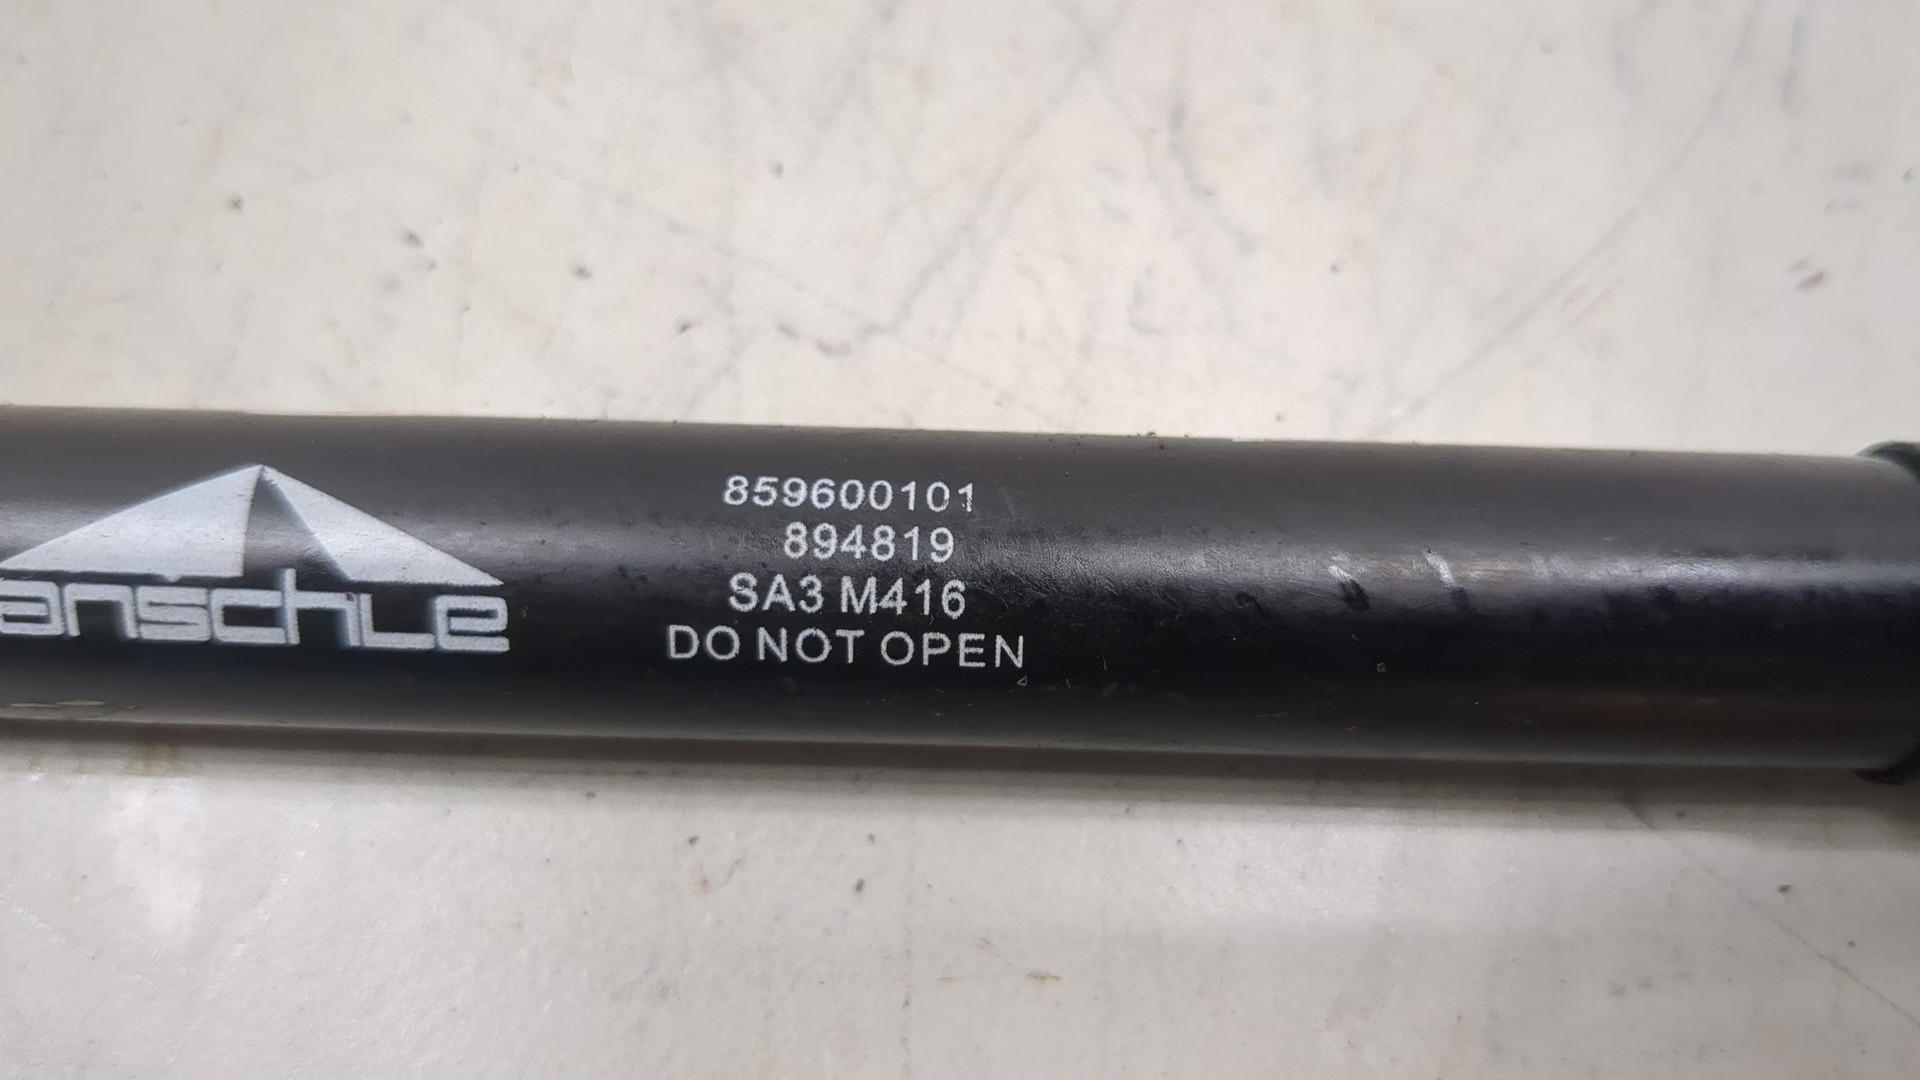 anschle
859600101
894819
SA3 M416
DO NOT OPEN